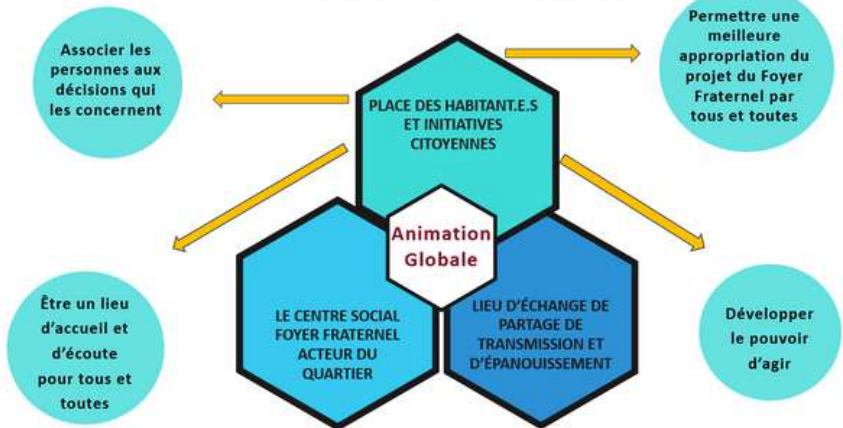 Associer les
personnes aux
décisions qui
les concernent
Permettre une
meilleure
appropriation du
projet du Foyer
Fraternel par
tous et toutes
PLACE DES HABITANT.E.S
ET INITIATIVES
CITOYENNES
Animation
Globale
LE CENTRE SOCIAL
FOYER FRATERNEL
ACTEUR DU
QUARTIER
LIEU D’ÉCHANGE DE
PARTAGE DE
TRANSMISSION ET
D’ÉPANOUISSEMENT
Être un lieu
d’accueil et
d’écoute
pour tous et
toutes
Développer
le pouvoir
d’agir